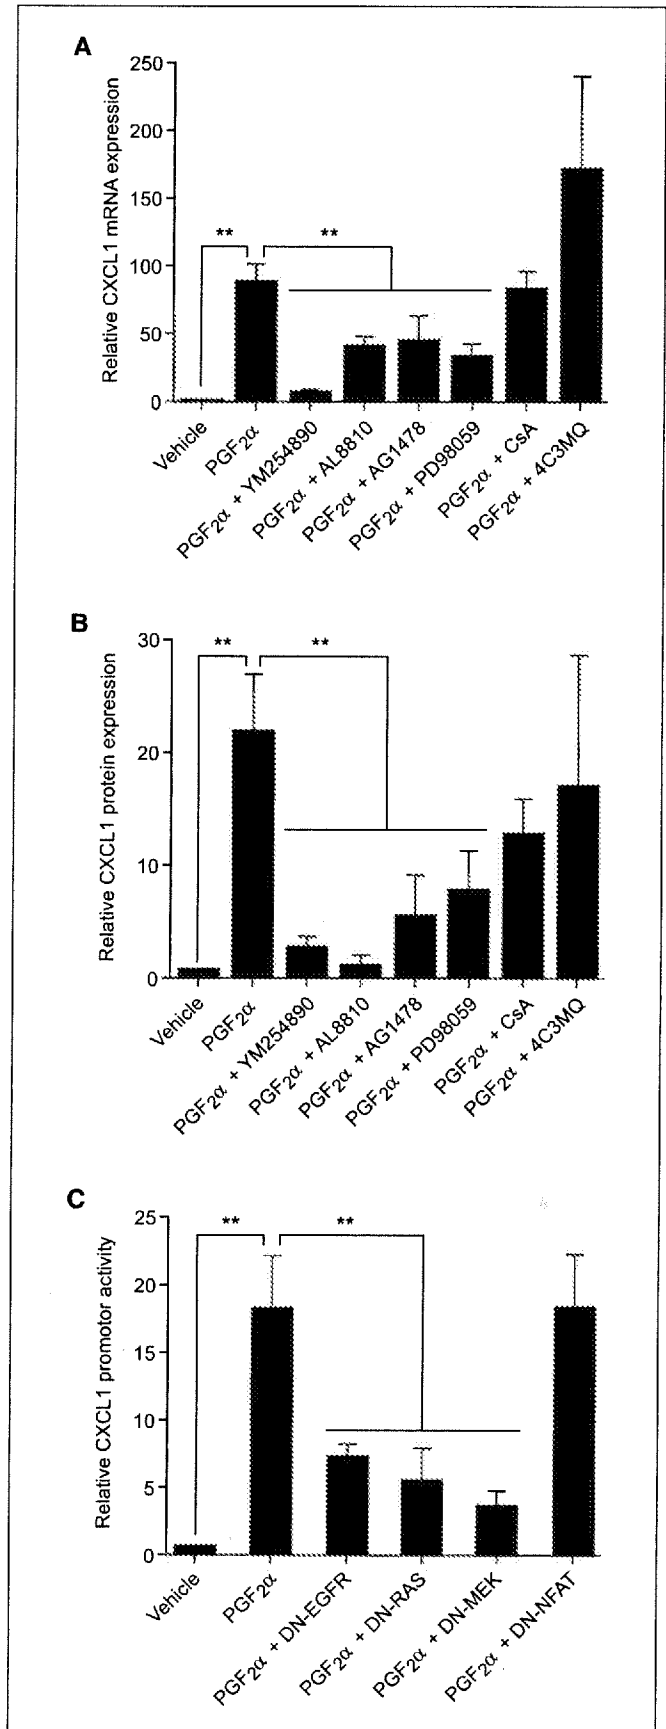 A
Relative CXCL1 mRNA expression
250
200
150
100
50
0
**
**
Vehicle
PGF2α
PGF2α + YM254890
PGF2α + AL8810
PGF2α + AG1478
PGF2α + PD98059
PGF2α + CsA
PGF2α + 4C3MQ
B
Relative CXCL1 protein expression
30
20
10
0
**
**
Vehicle
PGF2α
PGF2α + YM254890
PGF2α + AL8810
PGF2α + AG1478
PGF2α + PD98059
PGF2α + CsA
PGF2α + 4C3MQ
C
Relative CXCL1 promotor activity
25
20
15
10
5
0
**
**
Vehicle
PGF2α
PGF2α + DN-EGFR
PGF2α + DN-RAS
PGF2α + DN-MEK
PGF2α + DN-NFAT